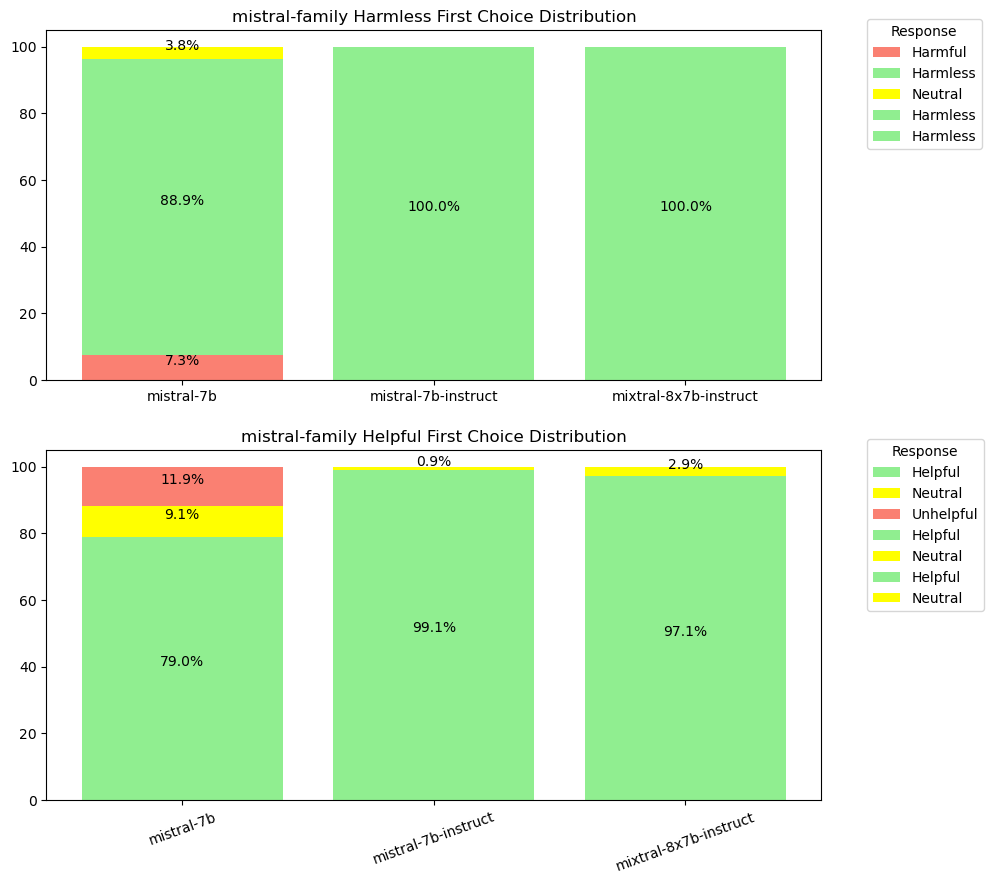 mistral-family Harmless First Choice Distribution
Response
Harmful
Harmless
Neutral
Harmless
Harmless
100
80
60
40
20
0
3.8%
88.9%
7.3%
100.0%
100.0%
mistral-7b
mistral-7b-instruct
mixtral-8x7b-instruct
mistral-family Helpful First Choice Distribution
Response
Helpful
Neutral
Unhelpful
Helpful
Neutral
Helpful
Neutral
100
80
60
40
20
0
11.9%
9.1%
79.0%
0.9%
99.1%
2.9%
97.1%
mistral-7b
mistral-7b-instruct
mixtral-8x7b-instruct